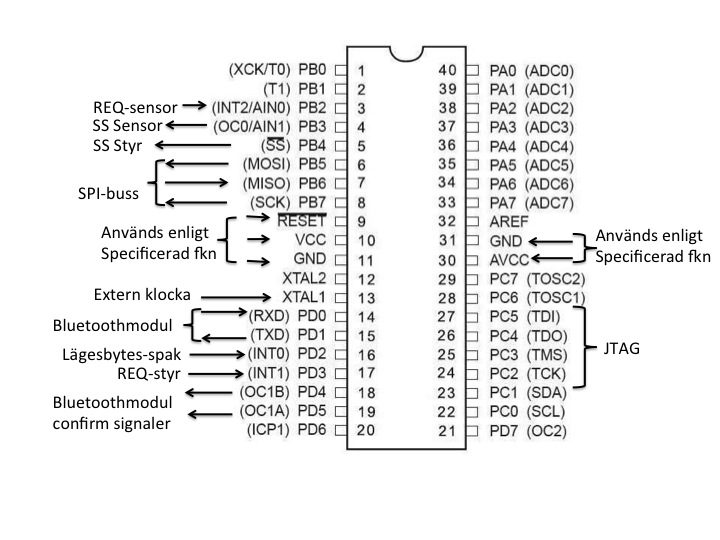 (XCK/T0) PB0 1 40 PA0 (ADC0)
(T1) PB1 2 39 PA1 (ADC1)
REQ-sensor (INT2/AIN0) PB2 3 38 PA2 (ADC2)
SS Sensor (OC0/AIN1) PB3 4 37 PA3 (ADC3)
SS Styr (SS) PB4 5 36 PA4 (ADC4)
(MOSI) PB5 6 35 PA5 (ADC5)
SPI-buss (MISO) PB6 7 34 PA6 (ADC6)
(SCK) PB7 8 33 PA7 (ADC7)
RESET 9 32 AREF
Används enligt VCC 10 31 GND Används enligt
Specificerad fkn GND 11 30 AVCC Specificerad fkn
XTAL2 12 29 PC7 (TOSC2)
Extern klocka XTAL1 13 28 PC6 (TOSC1)
(RXD) PD0 14 27 PC5 (TDI)
Bluetoothmodul (TXD) PD1 15 26 PC4 (TDO)
Lägesbytes-spak (INT0) PD2 16 25 PC3 (TMS) JTAG
REQ-styr (INT1) PD3 17 24 PC2 (TCK)
(OC1B) PD4 18 23 PC1 (SDA)
Bluetoothmodul (OC1A) PD5 19 22 PC0 (SCL)
confirm signaler (ICP1) PD6 20 21 PD7 (OC2)